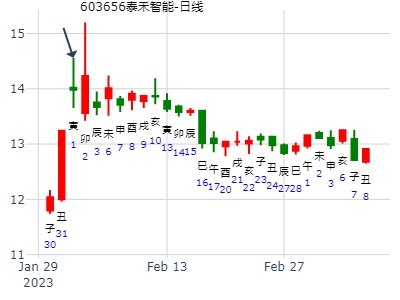 603656泰禾智能-日线
15
14
13
12
11
子
30
丑
31
寅
1
卯
2
辰
3
未
6
申
7
酉
8
戌
9
亥
10
寅
13
卯
14
辰
15
巳
16
午
17
酉
20
戌
21
亥
22
子
23
丑
24
辰
27
巳
28
午
1
未
2
申
3
亥
6
子
7
丑
8
Jan 29
2023
Feb 13
Feb 27